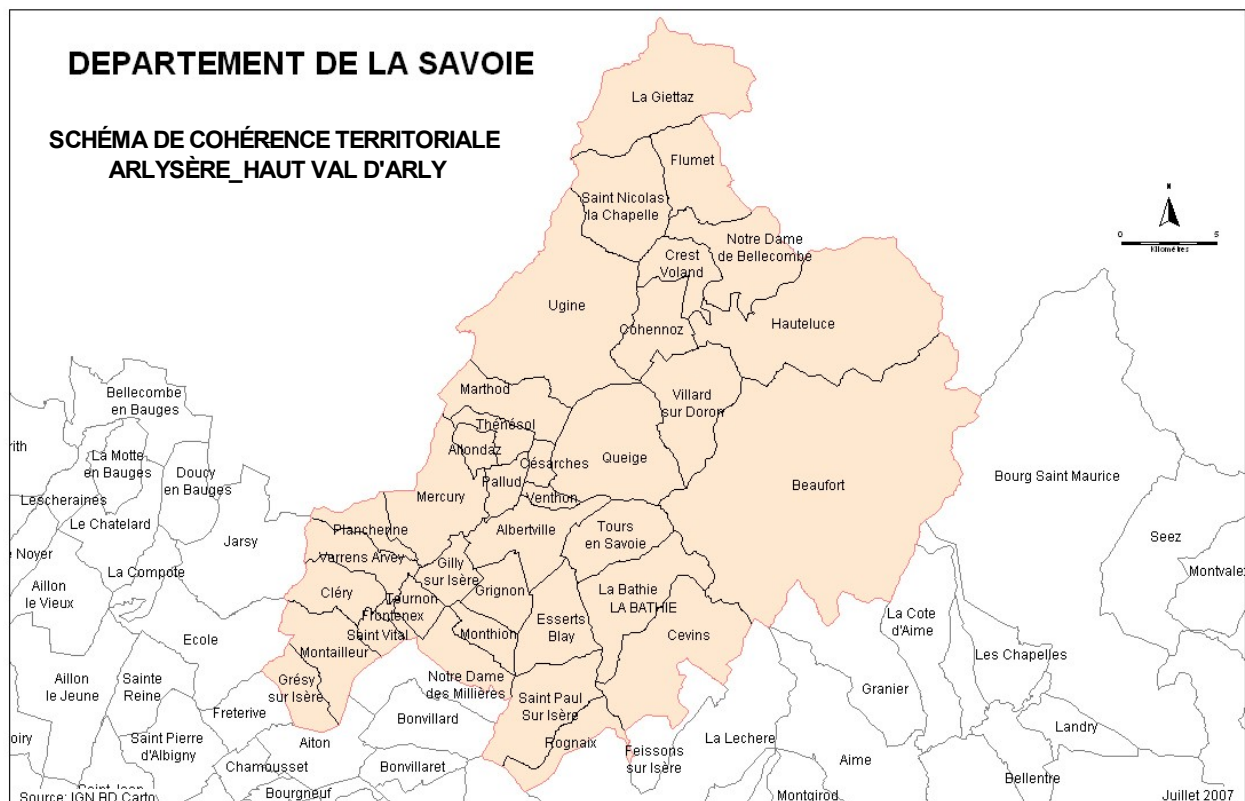 DEPARTEMENT DE LA SAVOIE
SCHÉMA DE COHÉRENCE TERRITORIALE
ARLYSÈRE_HAUT VAL D'ARLY
La Giettaz
Flumet
Saint Nicolas
la Chapelle
N
0 5
Kilomètres
Notre Dame
de Bellecombe
Crest
Voland
Ugine
Cohennoz
Hauteluce
Bellecombe
en Bauges
Marthod
Villard
sur Doron
Thénésol
Allondaz
La Motte
en Bauges
Doucy
en Bauges
Césarches
Queige
Pallud
Beaufort
Bourg Saint Maurice
Lescheraines
Mercury
Venthon
Le Chatelard
Plancherine
Albertville
Tours
en Savoie
Jarsy
Seez
Verrens Arvey
Gilly
sur Isère
La Compote
Aillon
le Vieux
Cléry
Tournon
Grignon
La Bathie
LA BATHIE
Frontenex
Esserts
Blay
La Cote
d'Aime
Ecole
Saint Vital
Monthion
Cevins
Montailleur
Les Chapelles
Aillon
le Jeune
Sainte
Reine
Grésy
sur Isère
Notre Dame
des Millières
Granier
Saint Paul
Sur Isère
Freterive
Bonvillard
Landry
Saint Pierre
d'Albigny
Aiton
Rognaix
Feissons
sur Isère
La Lechere
Aime
Chamousset
Bonvillaret
Bellentre
Bourgneuf
Montgirod
Source: IGN BD Carto
Juillet 2007